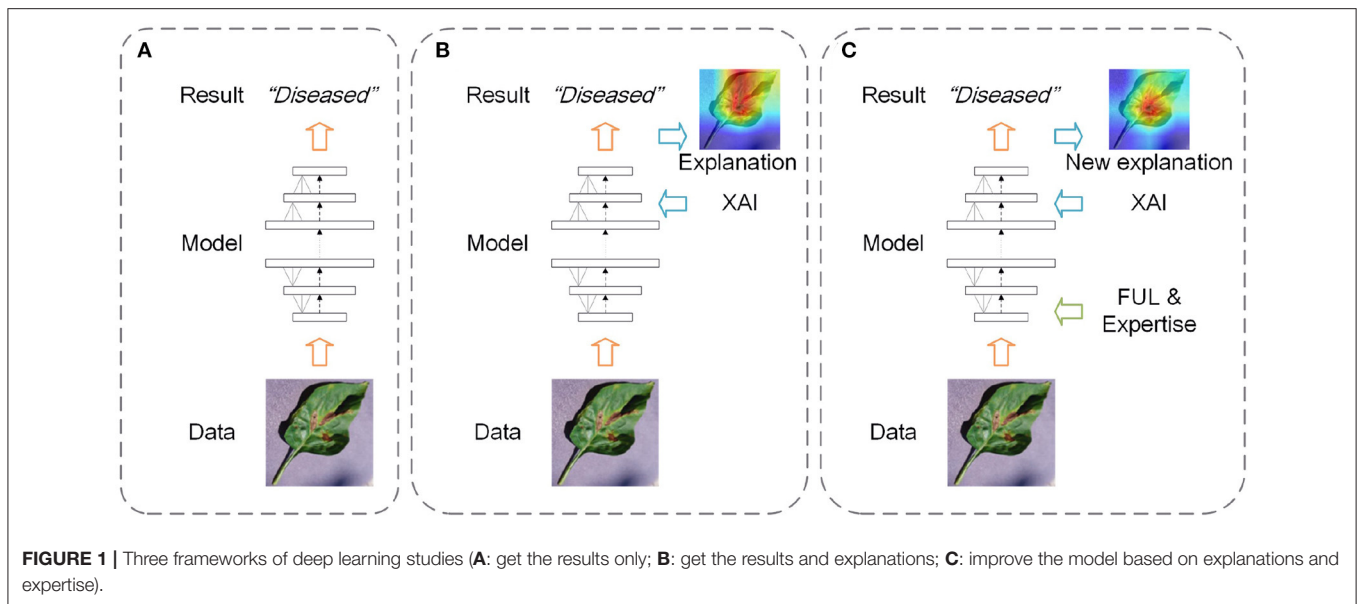 A
Result "Diseased"
Model
Data
B
Result "Diseased"
Explanation
XAI
Model
Data
C
Result "Diseased"
New explanation
XAI
Model
FUL &
Expertise
Data
FIGURE 1 | Three frameworks of deep learning studies (A: get the results only; B: get the results and explanations; C: improve the model based on explanations and
expertise).